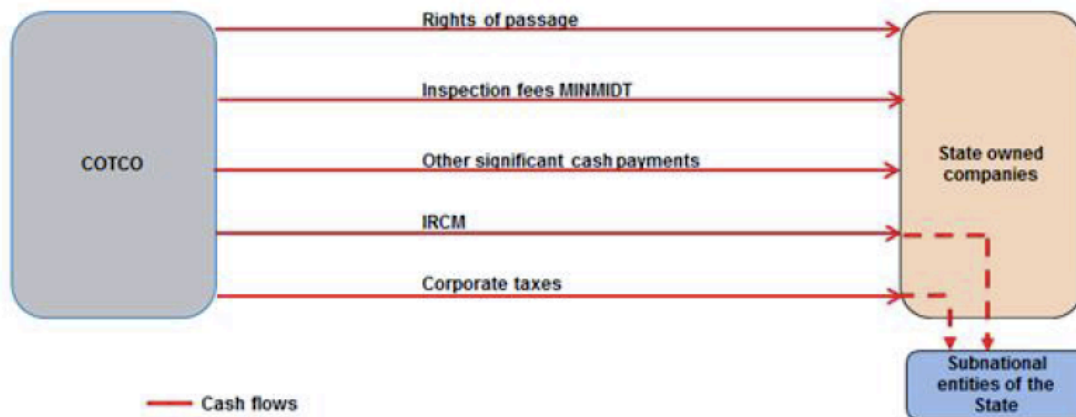 Rights of passage
Inspection fees MINMIDT
COTCO
Other significant cash payments
State owned
companies
IRCM
Corporate taxes
Subnational
entities of the
State
Cash flows